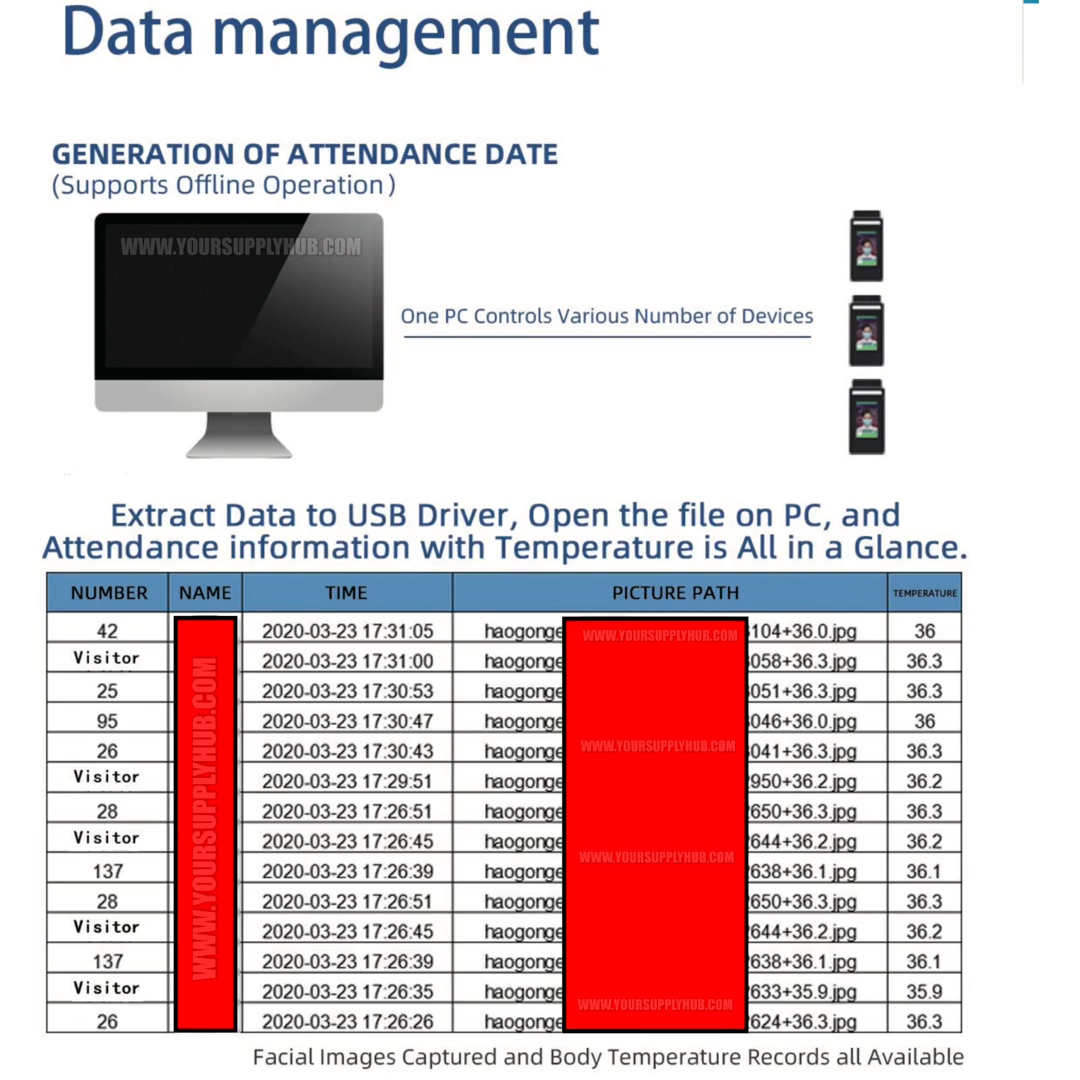 Data management
GENERATION OF ATTENDANCE DATE
(Supports Offline Operation)
WWW.YOURSUPPLYHUB.COM
One PC Controls Various Number of Devices
Extract Data to USB Driver, Open the file on PC, and
Attendance information with Temperature is All in a Glance.
NUMBER NAME TIME PICTURE PATH TEMPERATURE
42 2020-03-23 17:31:05 haogonge WWW.YOURSUPPLYHUB.COM 104+36.0.jpg 36
Visitor 2020-03-23 17:31:00 haogonge 058+36.3.jpg 36.3
25 2020-03-23 17:30:53 haogonge 051+36.3.jpg 36.3
95 2020-03-23 17:30:47 haogonge 046+36.0.jpg 36
26 2020-03-23 17:30:43 haogonge WWW.YOURSUPPLYHUB.COM 041+36.3.jpg 36.3
Visitor 2020-03-23 17:29:51 haogonge 2950+36.2.jpg 36.2
28 2020-03-23 17:26:51 haogonge 2650+36.3.jpg 36.3
Visitor 2020-03-23 17:26:45 haogonge 2644+36.2.jpg 36.2
137 2020-03-23 17:26:39 haogonge WWW.YOURSUPPLYHUB.COM 2638+36.1.jpg 36.1
28 2020-03-23 17:26:51 haogonge 2650+36.3.jpg 36.3
Visitor 2020-03-23 17:26:45 haogonge 2644+36.2.jpg 36.2
137 2020-03-23 17:26:39 haogonge 2638+36.1.jpg 36.1
Visitor 2020-03-23 17:26:35 haogonge WWW.YOURSUPPLYHUB.COM 2633+35.9.jpg 35.9
26 2020-03-23 17:26:26 haogonge 2624+36.3.jpg 36.3
WWW.YOURSUPPLYHUB.COM
Facial Images Captured and Body Temperature Records all Available